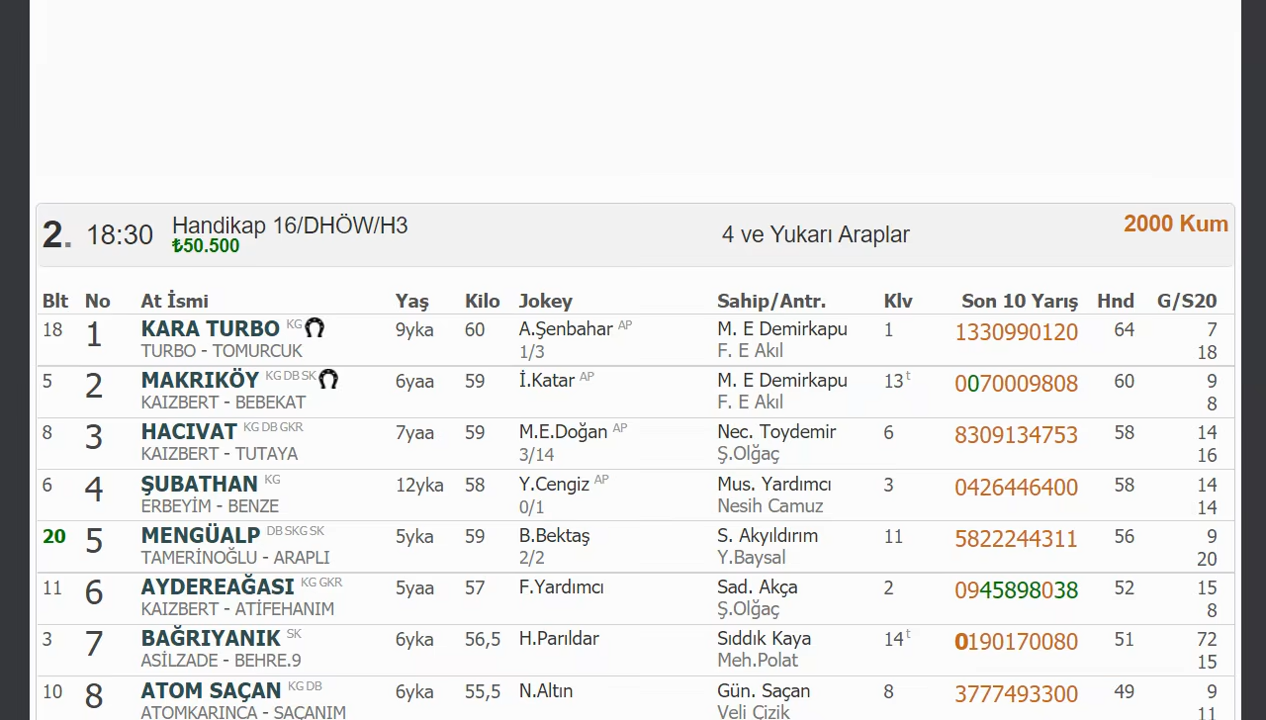 2. 18:30 Handikap 16/DHÖW/H3 4 ve Yukarı Araplar 2000 Kum
₺50.500
Blt No At İsmi Yaş Kilo Jokey Sahip/Antr. Klv Son 10 Yarış Hnd G/S20
18 1 KARA TURBO KG 9yka 60 A.Şenbahar AP M. E Demirkapu 1 1330990120 64 7
TURBO - TOMURCUK 1/3 F. E Akıl 18
5 2 MAKRIKÖY KG DB SK 6yaa 59 İ.Katar AP M. E Demirkapu 13 t 0070009808 60 9
KAIZBERT - BEBEKAT F. E Akıl 8
8 3 HACIVAT KG DB GKR 7yaa 59 M.E.Doğan AP Nec. Toydemir 6 8309134753 58 14
KAIZBERT - TUTAYA 3/14 Ş.Olğaç 16
6 4 ŞUBATHAN KG 12yka 58 Y.Cengiz AP Mus. Yardımcı 3 0426446400 58 14
ERBEYİM - BENZE 0/1 Nesih Camuz 14
20 5 MENGÜALP DB SKG SK 5yka 59 B.Bektaş S. Akyıldırım 11 5822244311 56 9
TAMERİNOĞLU - ARAPLI 2/2 Y.Baysal 20
11 6 AYDEREAĞASI KG GKR 5yaa 57 F.Yardımcı Sad. Akça 2 0945898038 52 15
KAIZBERT - ATİFEHANIM Ş.Olğaç 8
3 7 BAĞRIYANIK SK 6yka 56,5 H.Parıldar Sıddık Kaya 14 t 0190170080 51 72
ASİLZADE - BEHRE.9 Meh.Polat 15
10 8 ATOM SAÇAN KG DB 6yka 55,5 N.Altın Gün. Saçan 8 3777493300 49 9
ATOMKARINCA - SAÇANIM Veli Çizik 11